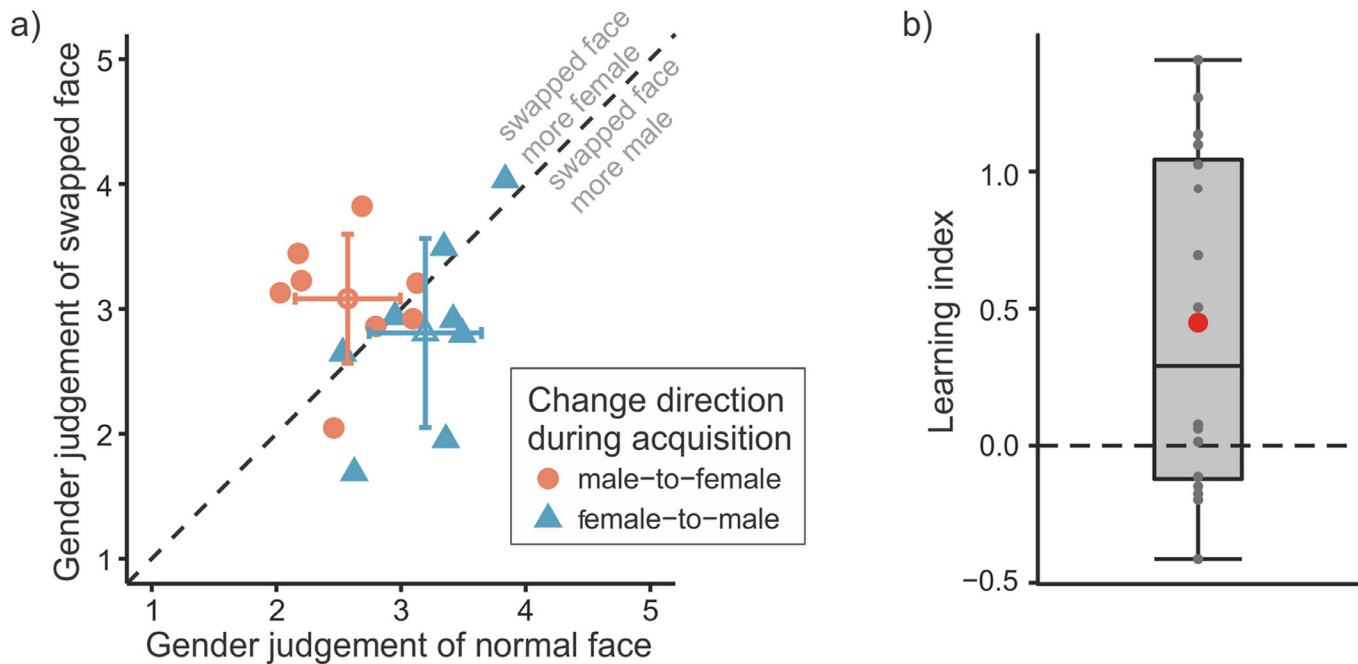 a)
Gender judgement of swapped face
5
4
3
2
1
1 2 3 4 5
Gender judgement of normal face
swapped face
more female
swapped face
more male
Change direction
during acquisition
male−to−female
female−to−male
b)
Learning index
1.0
0.5
0.0
−0.5